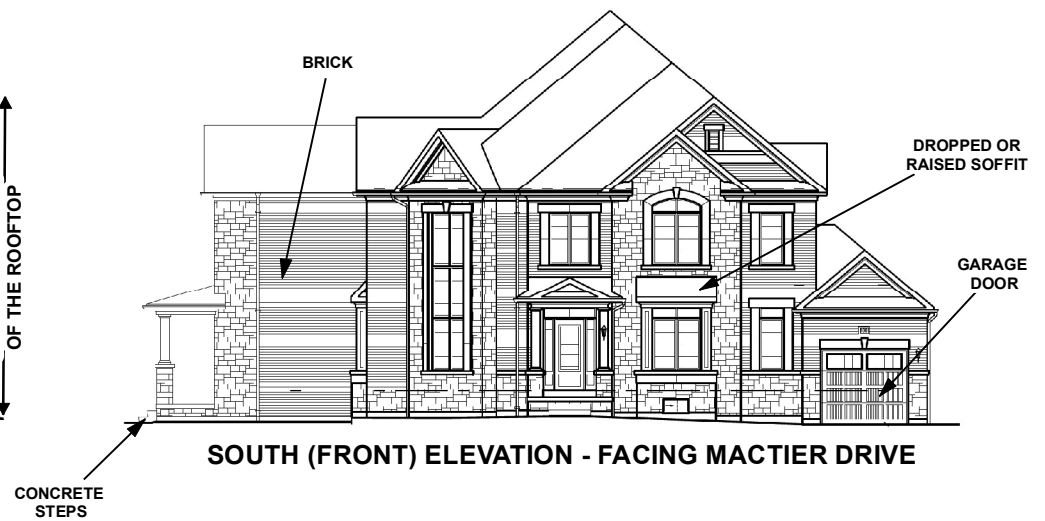 BRICK
DROPPED OR
RAISED SOFFIT
OF THE ROOFTOP
GARAGE
DOOR
SOUTH (FRONT) ELEVATION - FACING MACTIER DRIVE
CONCRETE
STEPS